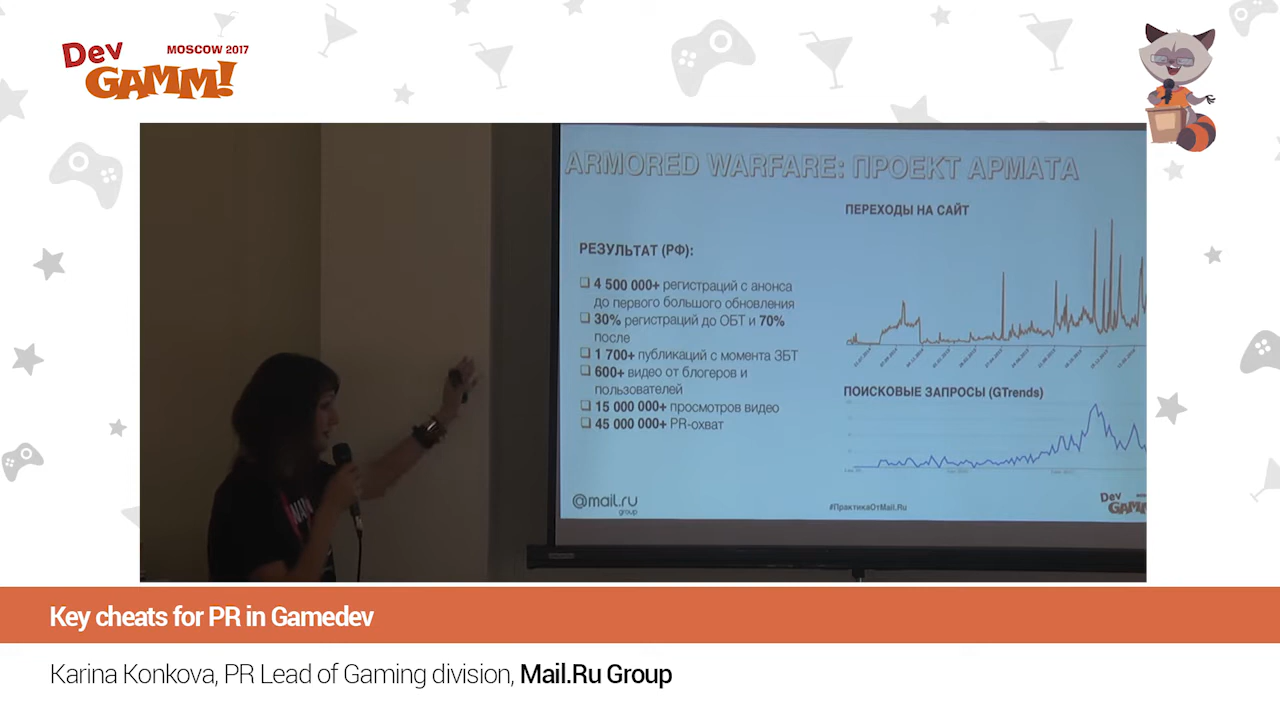 Dev
MOSCOW 2017
GAMM!
ARMORED WARFARE: ПРОЕКТ АРМАТА
ПЕРЕХОДЫ НА САЙТ
РЕЗУЛЬТАТ (РФ):
4 500 000+ регистраций с анонса
до первого большого обновления
30% регистраций до ОБТ и 70%
после
1 700+ публикаций с момента ЗБТ
600+ видео от блогеров и
пользователей
15 000 000+ просмотров видео
45 000 000+ PR-охват
ПОИСКОВЫЕ ЗАПРОСЫ (GTrends)
@mail.ru
group
#ПрактикаОтMail.Ru
Dev
GAMM
Key cheats for PR in Gamedev
Karina Konkova, PR Lead of Gaming division, Mail.Ru Group